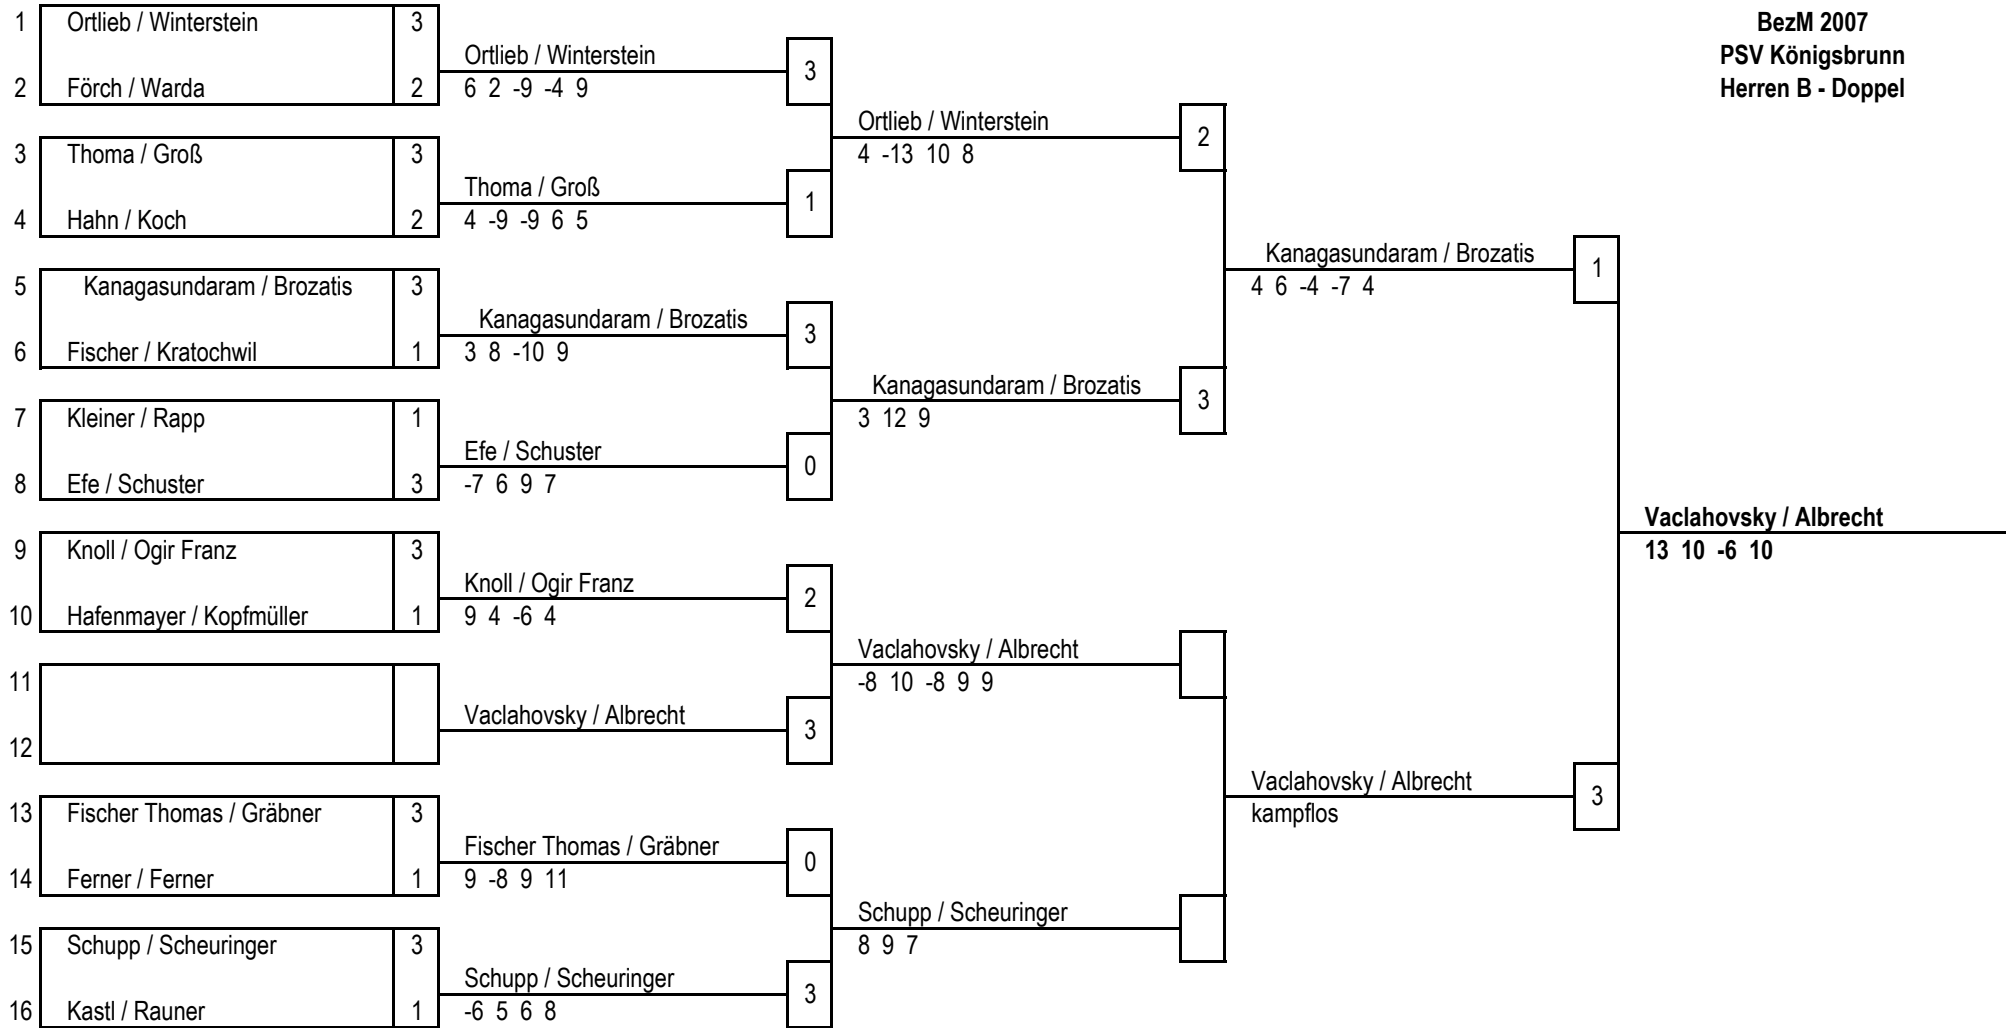 BezM 2007
PSV Königsbrunn
Herren B - Doppel
1 Ortlieb / Winterstein 3
2 Förch / Warda 2
3 Thoma / Groß 3
4 Hahn / Koch 2
5 Kanagasundaram / Brozatis 3
6 Fischer / Kratochwil 1
7 Kleiner / Rapp 1
8 Efe / Schuster 3
9 Knoll / Ogir Franz 3
10 Hafenmayer / Kopfmüller 1
11
12
13 Fischer Thomas / Gräbner 3
14 Ferner / Ferner 1
15 Schupp / Scheuringer 3
16 Kastl / Rauner 1
Ortlieb / Winterstein 3
6 2 -9 -4 9
Thoma / Groß 1
4 -9 -9 6 5
Kanagasundaram / Brozatis 3
3 8 -10 9
Efe / Schuster 0
-7 6 9 7
Knoll / Ogir Franz 2
9 4 -6 4
Vaclahovsky / Albrecht 3
Fischer Thomas / Gräbner 0
9 -8 9 11
Schupp / Scheuringer 3
-6 5 6 8
Ortlieb / Winterstein 2
4 -13 10 8
Kanagasundaram / Brozatis 3
3 12 9
Vaclahovsky / Albrecht
-8 10 -8 9 9
Schupp / Scheuringer
8 9 7
Kanagasundaram / Brozatis 1
4 6 -4 -7 4
Vaclahovsky / Albrecht 3
kampflos
Vaclahovsky / Albrecht
13 10 -6 10